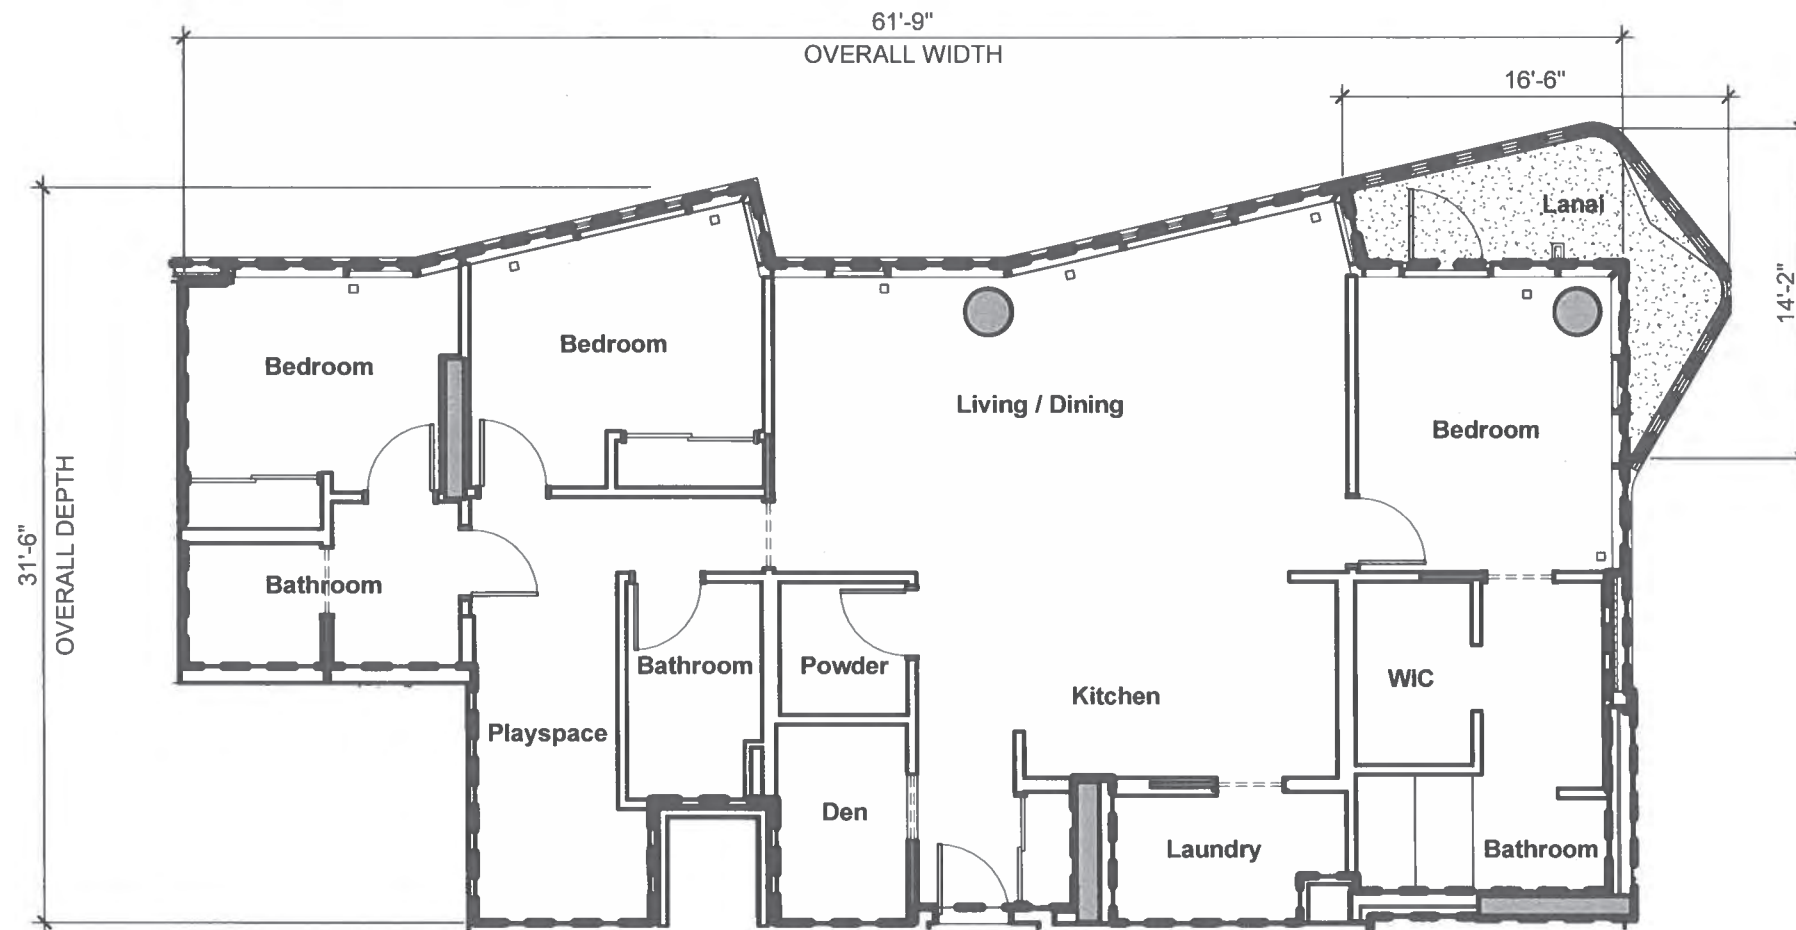 61'-9"
OVERALL WIDTH
16'-6"
Lanai
14'-2"
Bedroom
Bedroom
Living / Dining
Bedroom
31'-6"
OVERALL DEPTH
Bathroom
Bathroom
Powder
WIC
Kitchen
Playspace
Den
Laundry
Bathroom